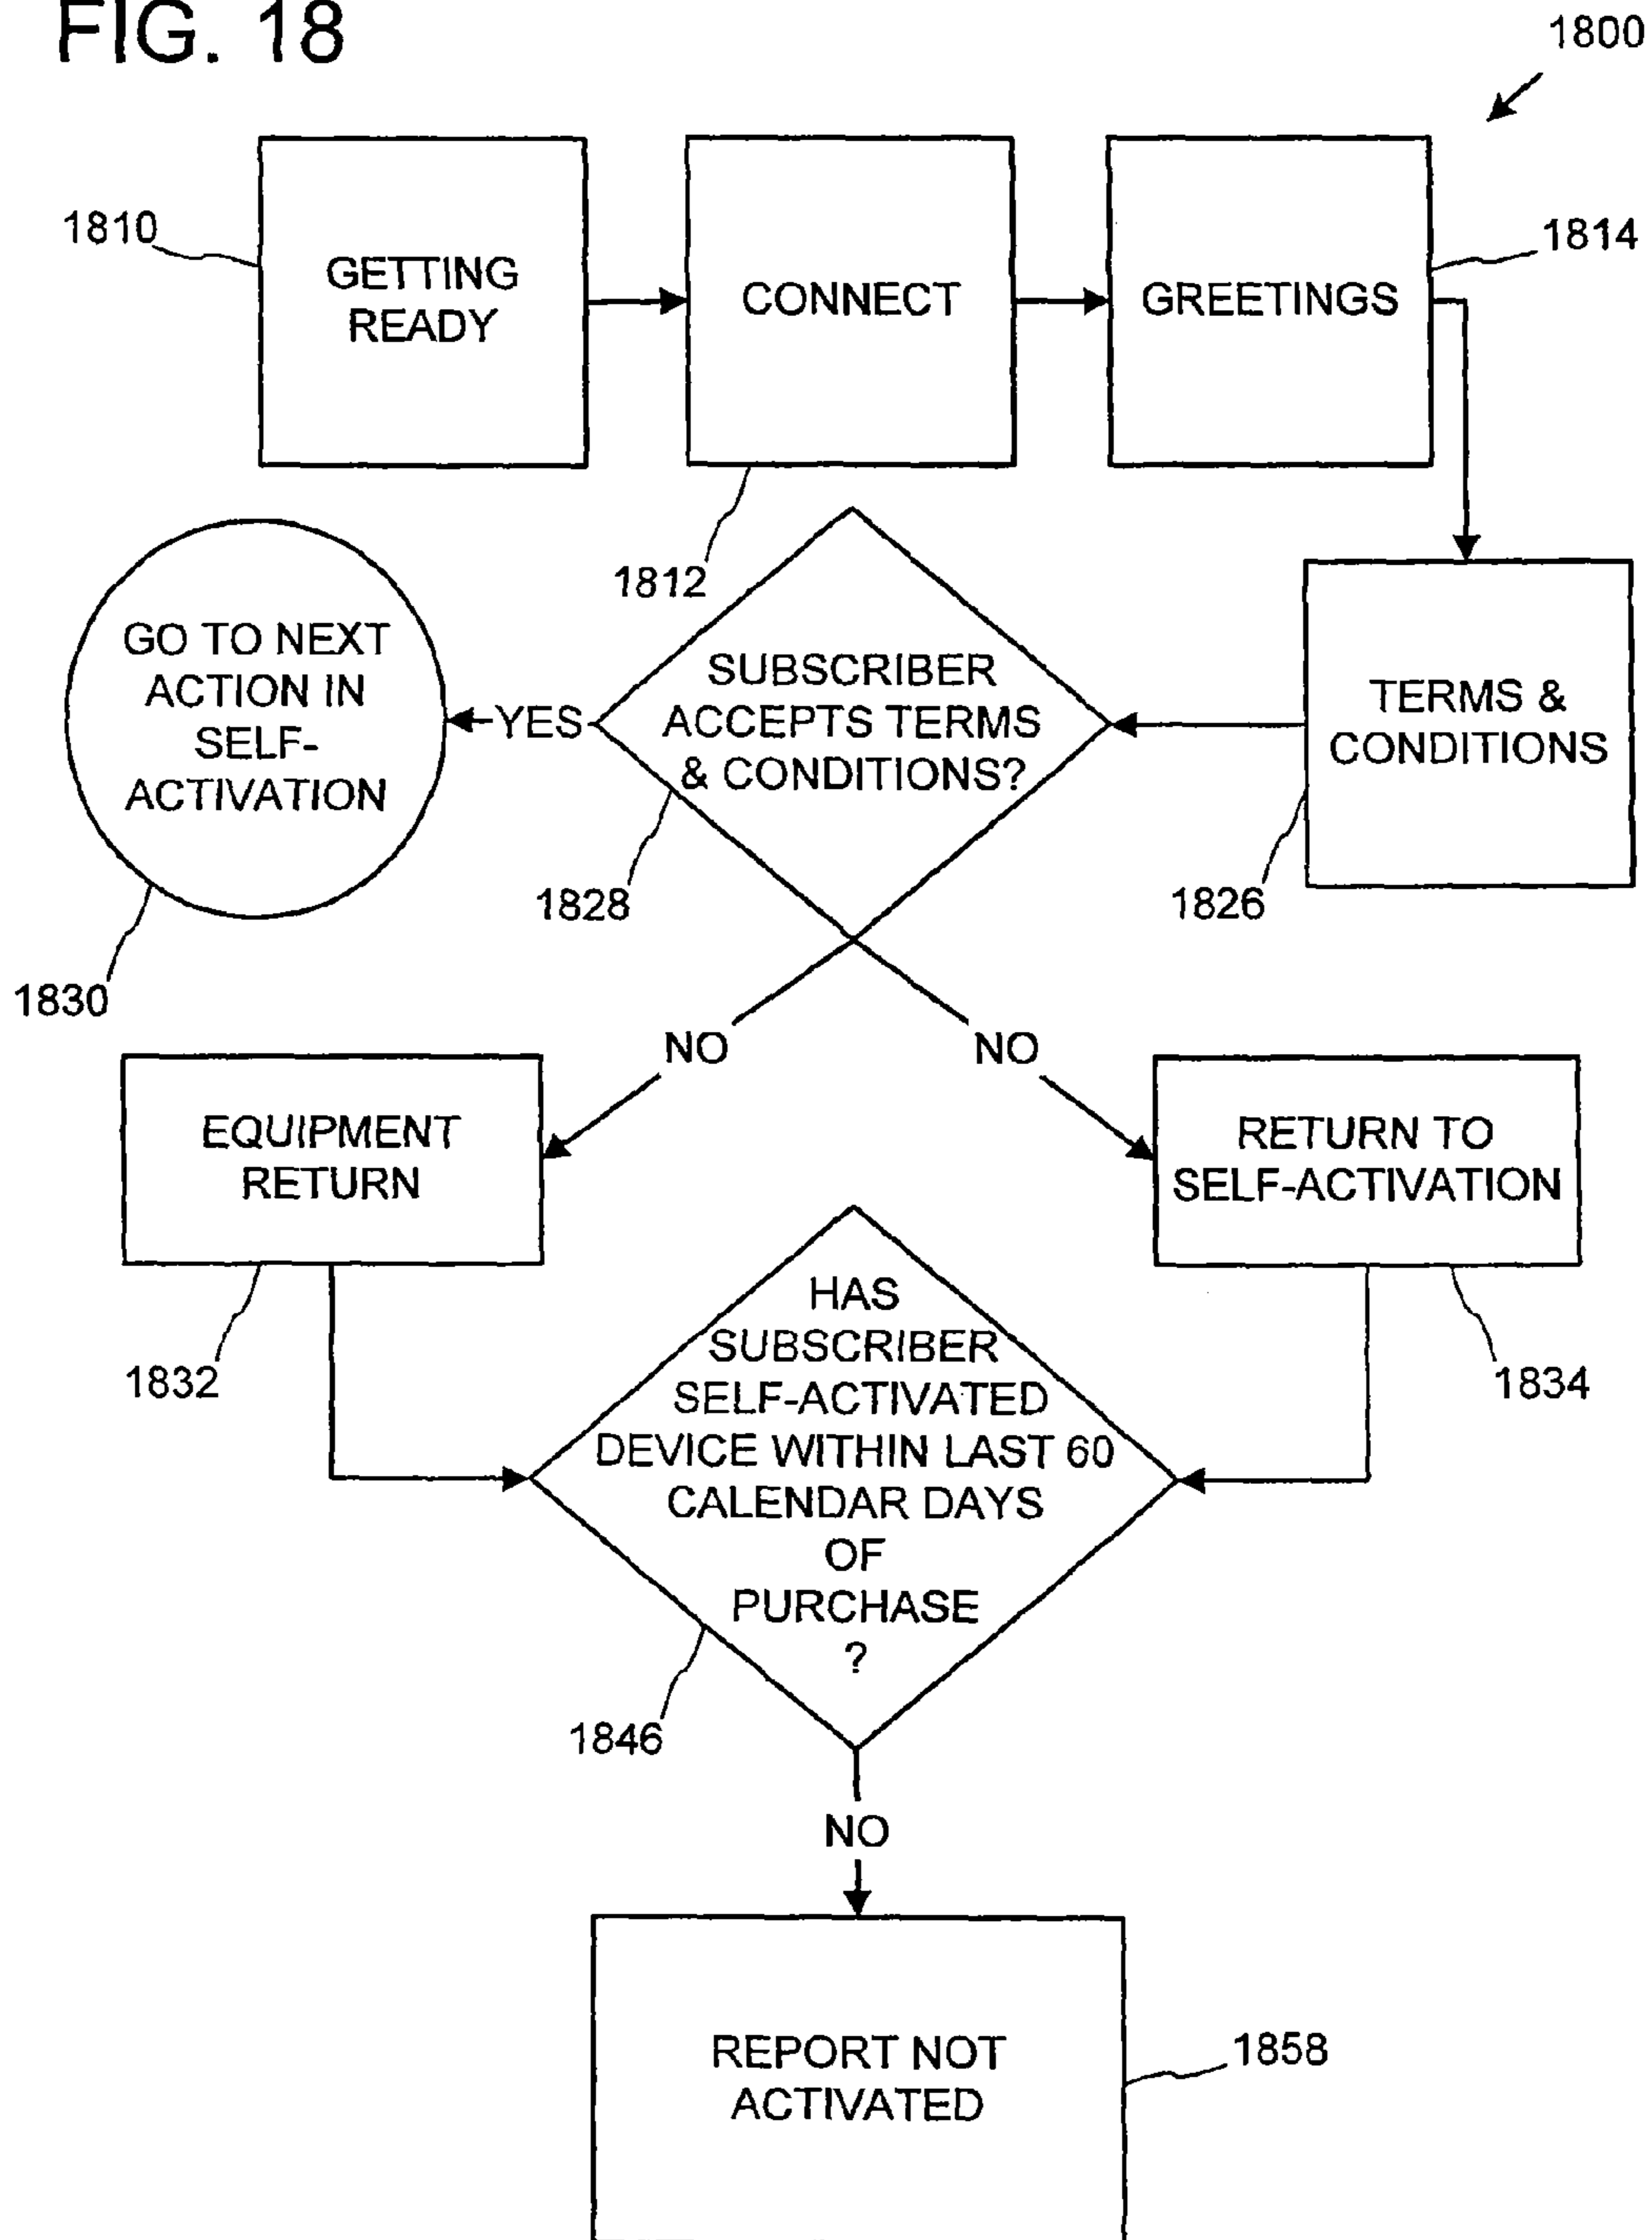 FIG. 18
1800
1810
GETTING
READY
CONNECT
GREETINGS
1814
1812
GO TO NEXT
ACTION IN
SELF-
ACTIVATION
YES
SUBSCRIBER
ACCEPTS TERMS
& CONDITIONS?
TERMS &
CONDITIONS
1828
1826
1830
NO
NO
EQUIPMENT
RETURN
RETURN TO
SELF-ACTIVATION
1832
1834
HAS
SUBSCRIBER
SELF-ACTIVATED
DEVICE WITHIN LAST 60
CALENDAR DAYS
OF
PURCHASE
?
1846
NO
REPORT NOT
ACTIVATED
1858